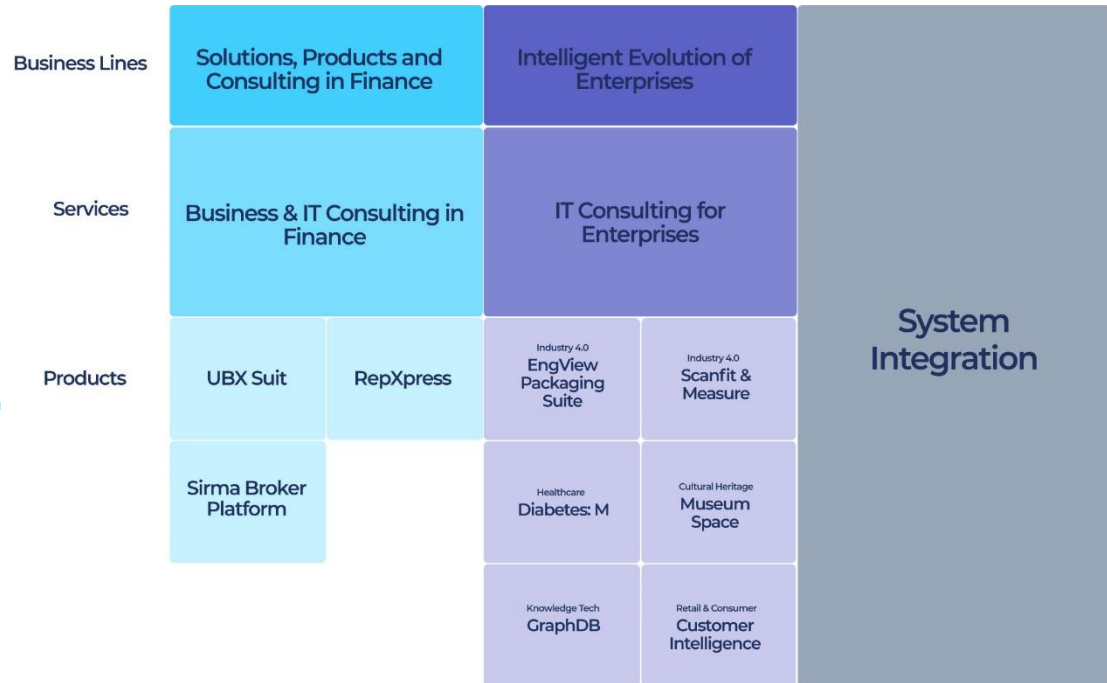 Business Lines
Solutions, Products and
Consulting in Finance
Intelligent Evolution of
Enterprises
Services
Business & IT Consulting in
Finance
IT Consulting for
Enterprises
System
Integration
Products
UBX Suit
RepXpress
Industry 4.0
EngView
Packaging
Suite
Industry 4.0
Scanfit &
Measure
Sirma Broker
Platform
Healthcare
Diabetes: M
Cultural Heritage
Museum
Space
Knowledge Tech
GraphDB
Retail & Consumer
Customer
Intelligence